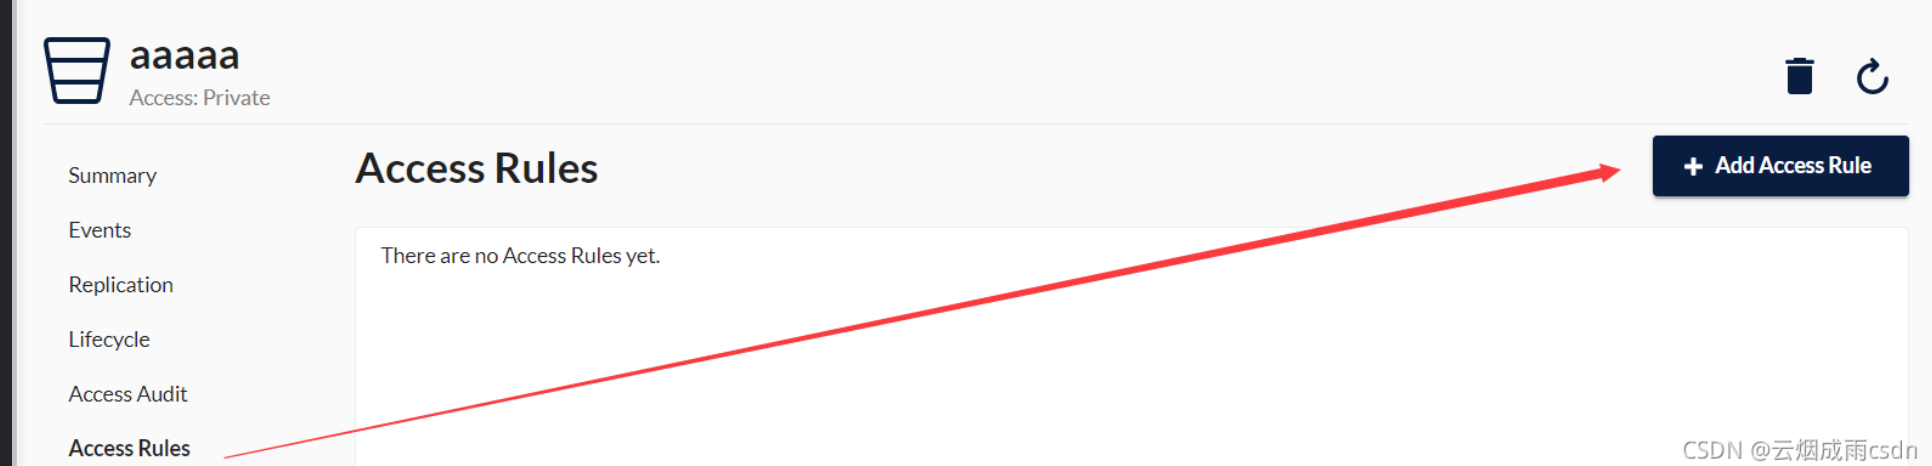 aaaaa
Access: Private
Summary
Events
Replication
Lifecycle
Access Audit
Access Rules
Access Rules
+ Add Access Rule
There are no Access Rules yet.
CSDN @云烟成雨csdn